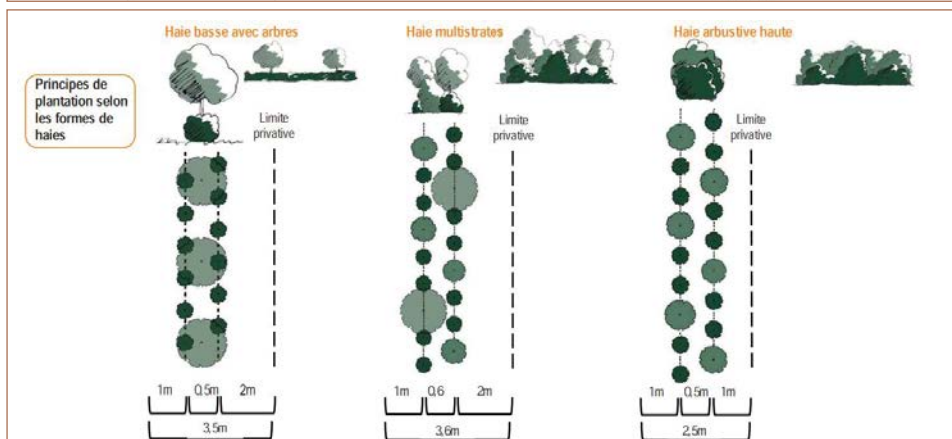 Haie basse avec arbres
Haie multistrates
Haie arbustive haute
Principes de
plantation selon
les formes de
haies
Limite
privative
Limite
privative
Limite
privative
1m 0,5m 2m
3,5m
1m 0,6 2m
3,6m
1m 0,5m 1m
2,5m